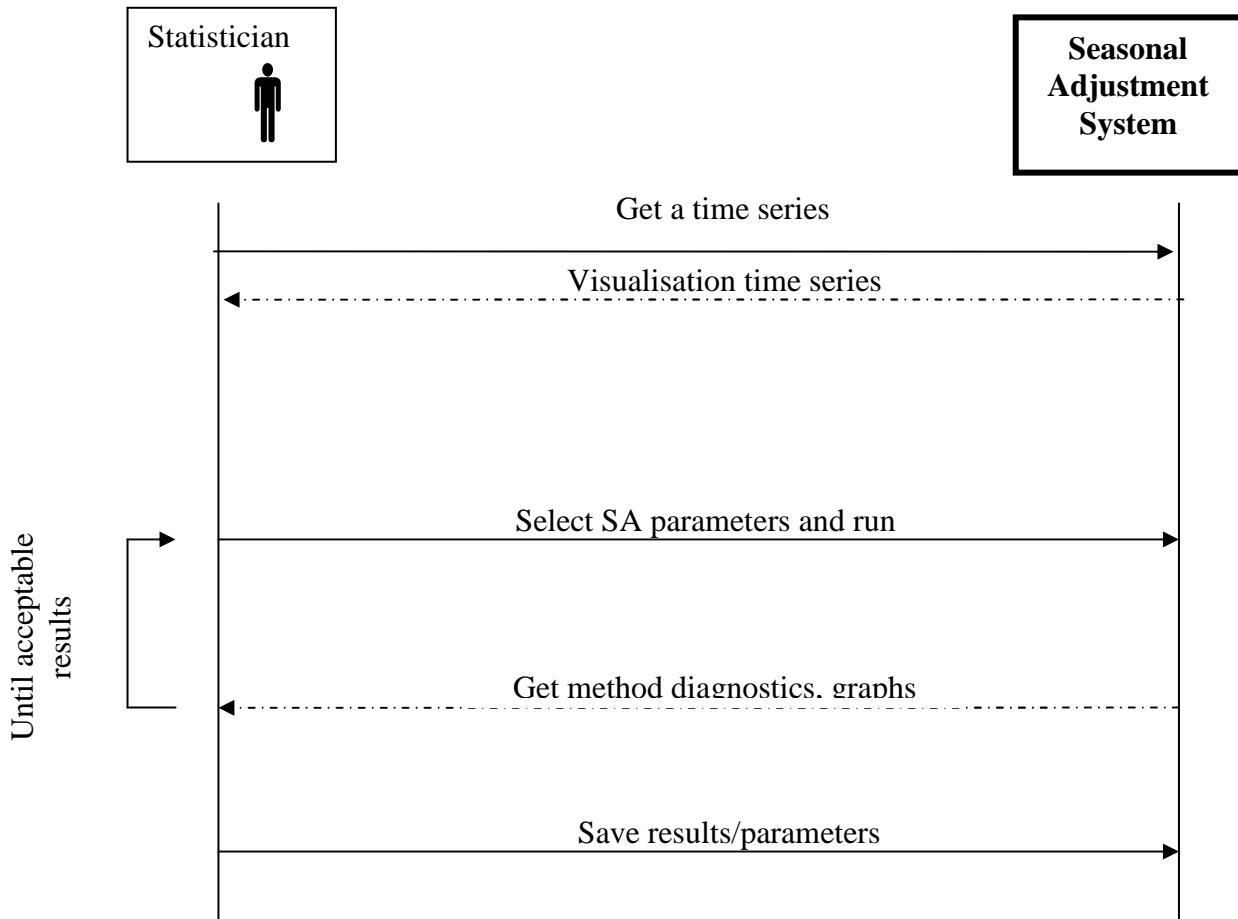 Statistician
Seasonal
Adjustment
System
Get a time series
Visualisation time series
Select SA parameters and run
Until acceptable
results
Get method diagnostics, graphs
Save results/parameters